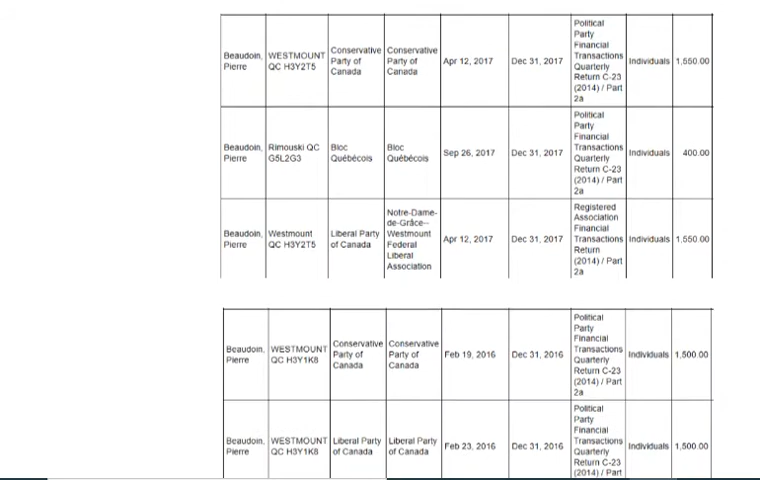 Beaudoin, Pierre WESTMOUNT QC H3Y2T5 Conservative Party of Canada Conservative Party of Canada Apr 12, 2017 Dec 31, 2017 Political Party Financial Transactions Quarterly Return C-23 (2014) / Part 2a Individuals 1,550.00
Beaudoin, Pierre Rimouski QC G5L2G3 Bloc Québécois Bloc Québécois Sep 26, 2017 Dec 31, 2017 Political Party Financial Transactions Quarterly Return C-23 (2014) / Part 2a Individuals 400.00
Beaudoin, Pierre Westmount QC H3Y2T5 Liberal Party of Canada Notre-Dame-de-Grâce--Westmount Federal Liberal Association Apr 12, 2017 Dec 31, 2017 Registered Association Financial Transactions Return (2014) / Part 2a Individuals 1,550.00
Beaudoin, Pierre WESTMOUNT QC H3Y1K8 Conservative Party of Canada Conservative Party of Canada Feb 19, 2016 Dec 31, 2016 Political Party Financial Transactions Quarterly Return C-23 (2014) / Part 2a Individuals 1,500.00
Beaudoin, Pierre WESTMOUNT QC H3Y1K8 Liberal Party of Canada Liberal Party of Canada Feb 23, 2016 Dec 31, 2016 Political Party Financial Transactions Quarterly Return C-23 (2014) / Part Individuals 1,500.00